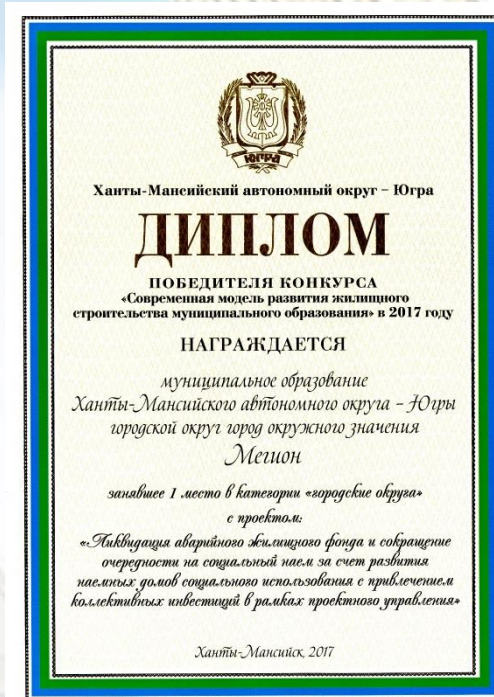 ЮГРА
Ханты-Мансийский автономный округ – Югра
ДИПЛОМ
ПОБЕДИТЕЛЯ КОНКУРСА
«Современная модель развития жилищного
строительства муниципального образования» в 2017 году
НАГРАЖДАЕТСЯ
муниципальное образование
Ханты-Мансийского автономного округа – Югры
городской округ город окружного значения
Мегион
занявшее 1 место в категории «городские округа»
с проектом:
«Ликвидация аварийного жилищного фонда и сокращение
очередности на социальный наем за счет развития
наемных домов социального использования с привлечением
коллективных инвестиций в рамках проектного управления»
Ханты-Мансийск, 2017